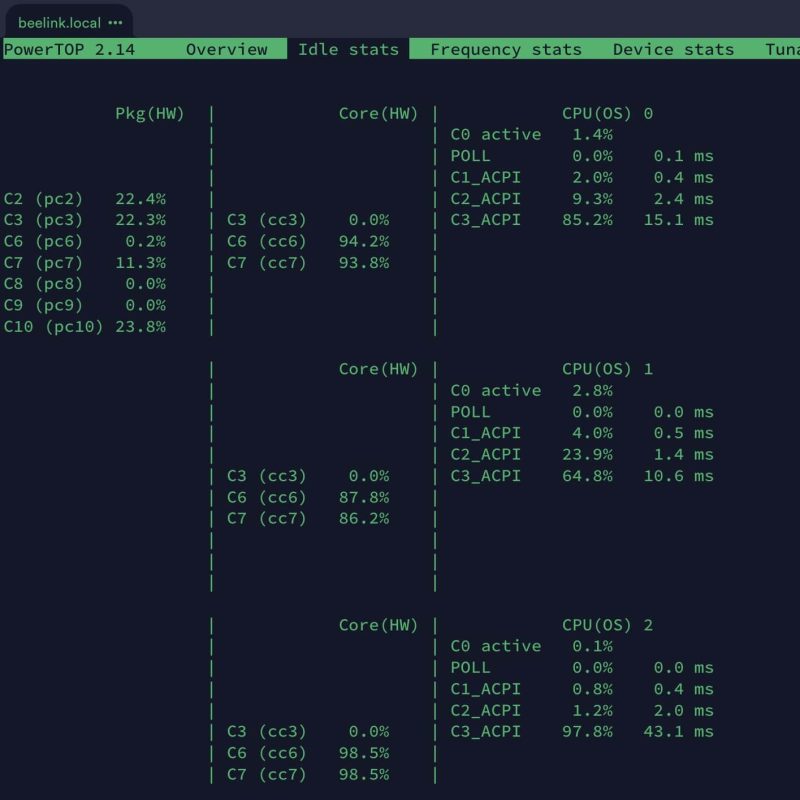 beelink.local •••
PowerTOP 2.14 Overview Idle stats Frequency stats Device stats Tuna
Pkg(HW) | Core(HW) | CPU(OS) 0
| | C0 active 1.4%
| | POLL 0.0% 0.1 ms
| | C1_ACPI 2.0% 0.4 ms
C2 (pc2) 22.4% | | C2_ACPI 9.3% 2.4 ms
C3 (pc3) 22.3% | C3 (cc3) 0.0% | C3_ACPI 85.2% 15.1 ms
C6 (pc6) 0.2% | C6 (cc6) 94.2% |
C7 (pc7) 11.3% | C7 (cc7) 93.8% |
C8 (pc8) 0.0% | |
C9 (pc9) 0.0% | |
C10 (pc10) 23.8% | |
| Core(HW) | CPU(OS) 1
| | C0 active 2.8%
| | POLL 0.0% 0.0 ms
| | C1_ACPI 4.0% 0.5 ms
| | C2_ACPI 23.9% 1.4 ms
| C3 (cc3) 0.0% | C3_ACPI 64.8% 10.6 ms
| C6 (cc6) 87.8% |
| C7 (cc7) 86.2% |
| |
| |
| |
| Core(HW) | CPU(OS) 2
| | C0 active 0.1%
| | POLL 0.0% 0.0 ms
| | C1_ACPI 0.8% 0.4 ms
| | C2_ACPI 1.2% 2.0 ms
| C3 (cc3) 0.0% | C3_ACPI 97.8% 43.1 ms
| C6 (cc6) 98.5% |
| C7 (cc7) 98.5% |